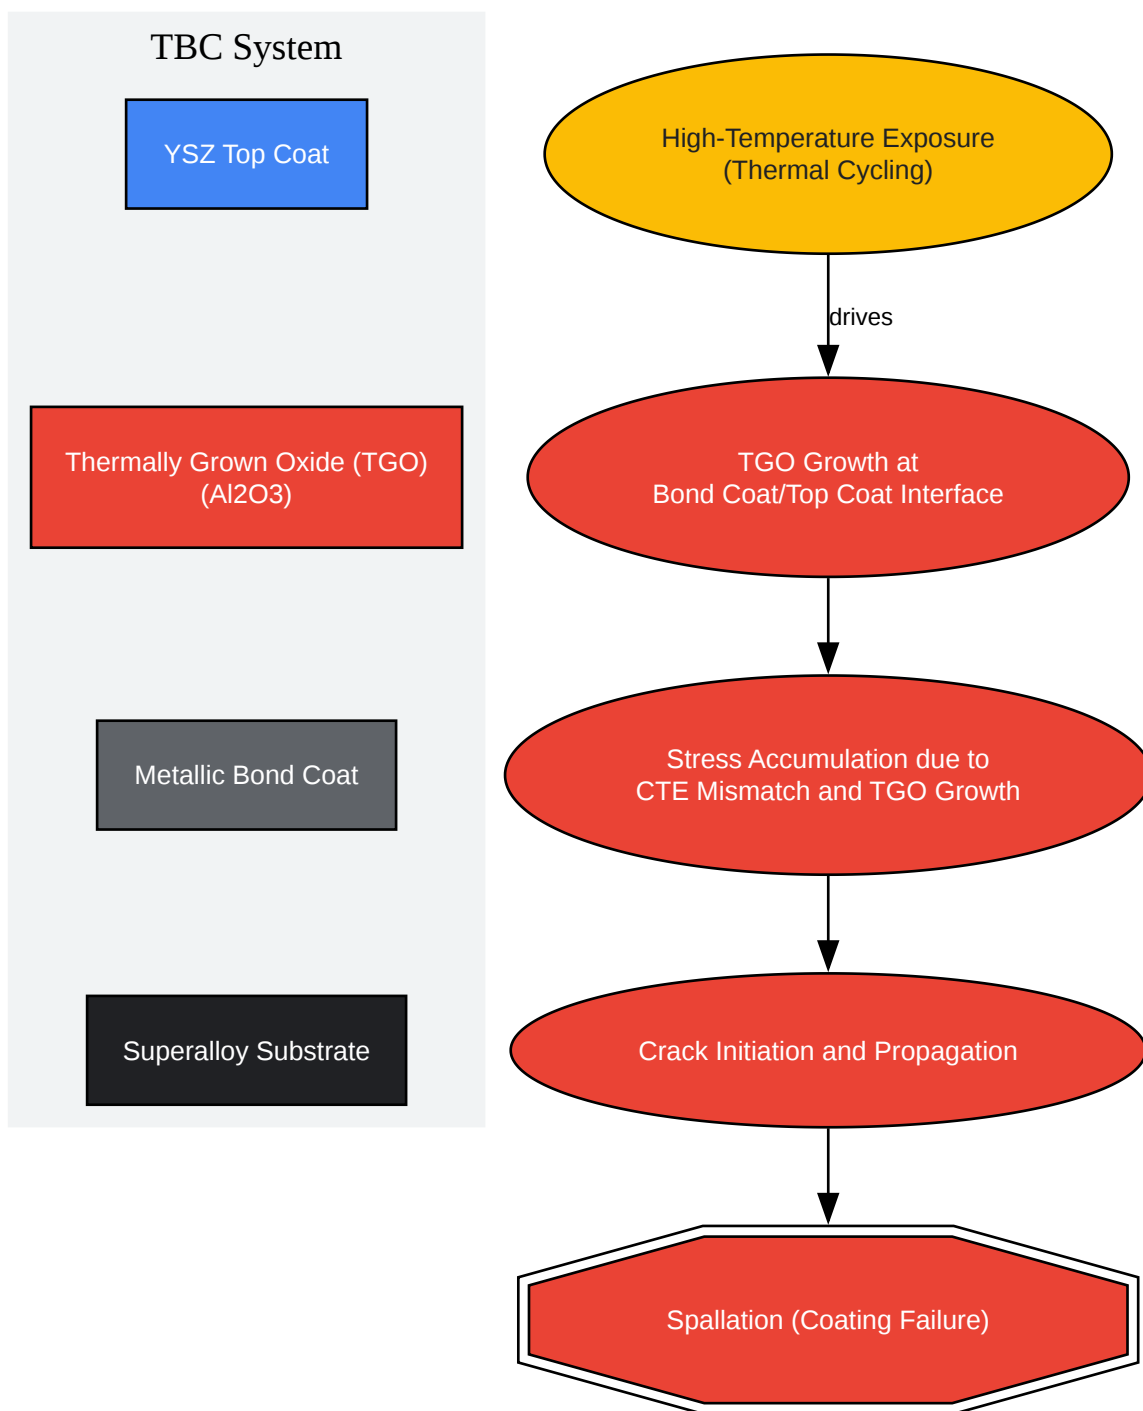 TBC System
YSZ Top Coat
Thermally Grown Oxide (TGO)
(Al2O3)
Metallic Bond Coat
Superalloy Substrate
High-Temperature Exposure
(Thermal Cycling)
drives
TGO Growth at
Bond Coat/Top Coat Interface
Stress Accumulation due to
CTE Mismatch and TGO Growth
Crack Initiation and Propagation
Spallation (Coating Failure)